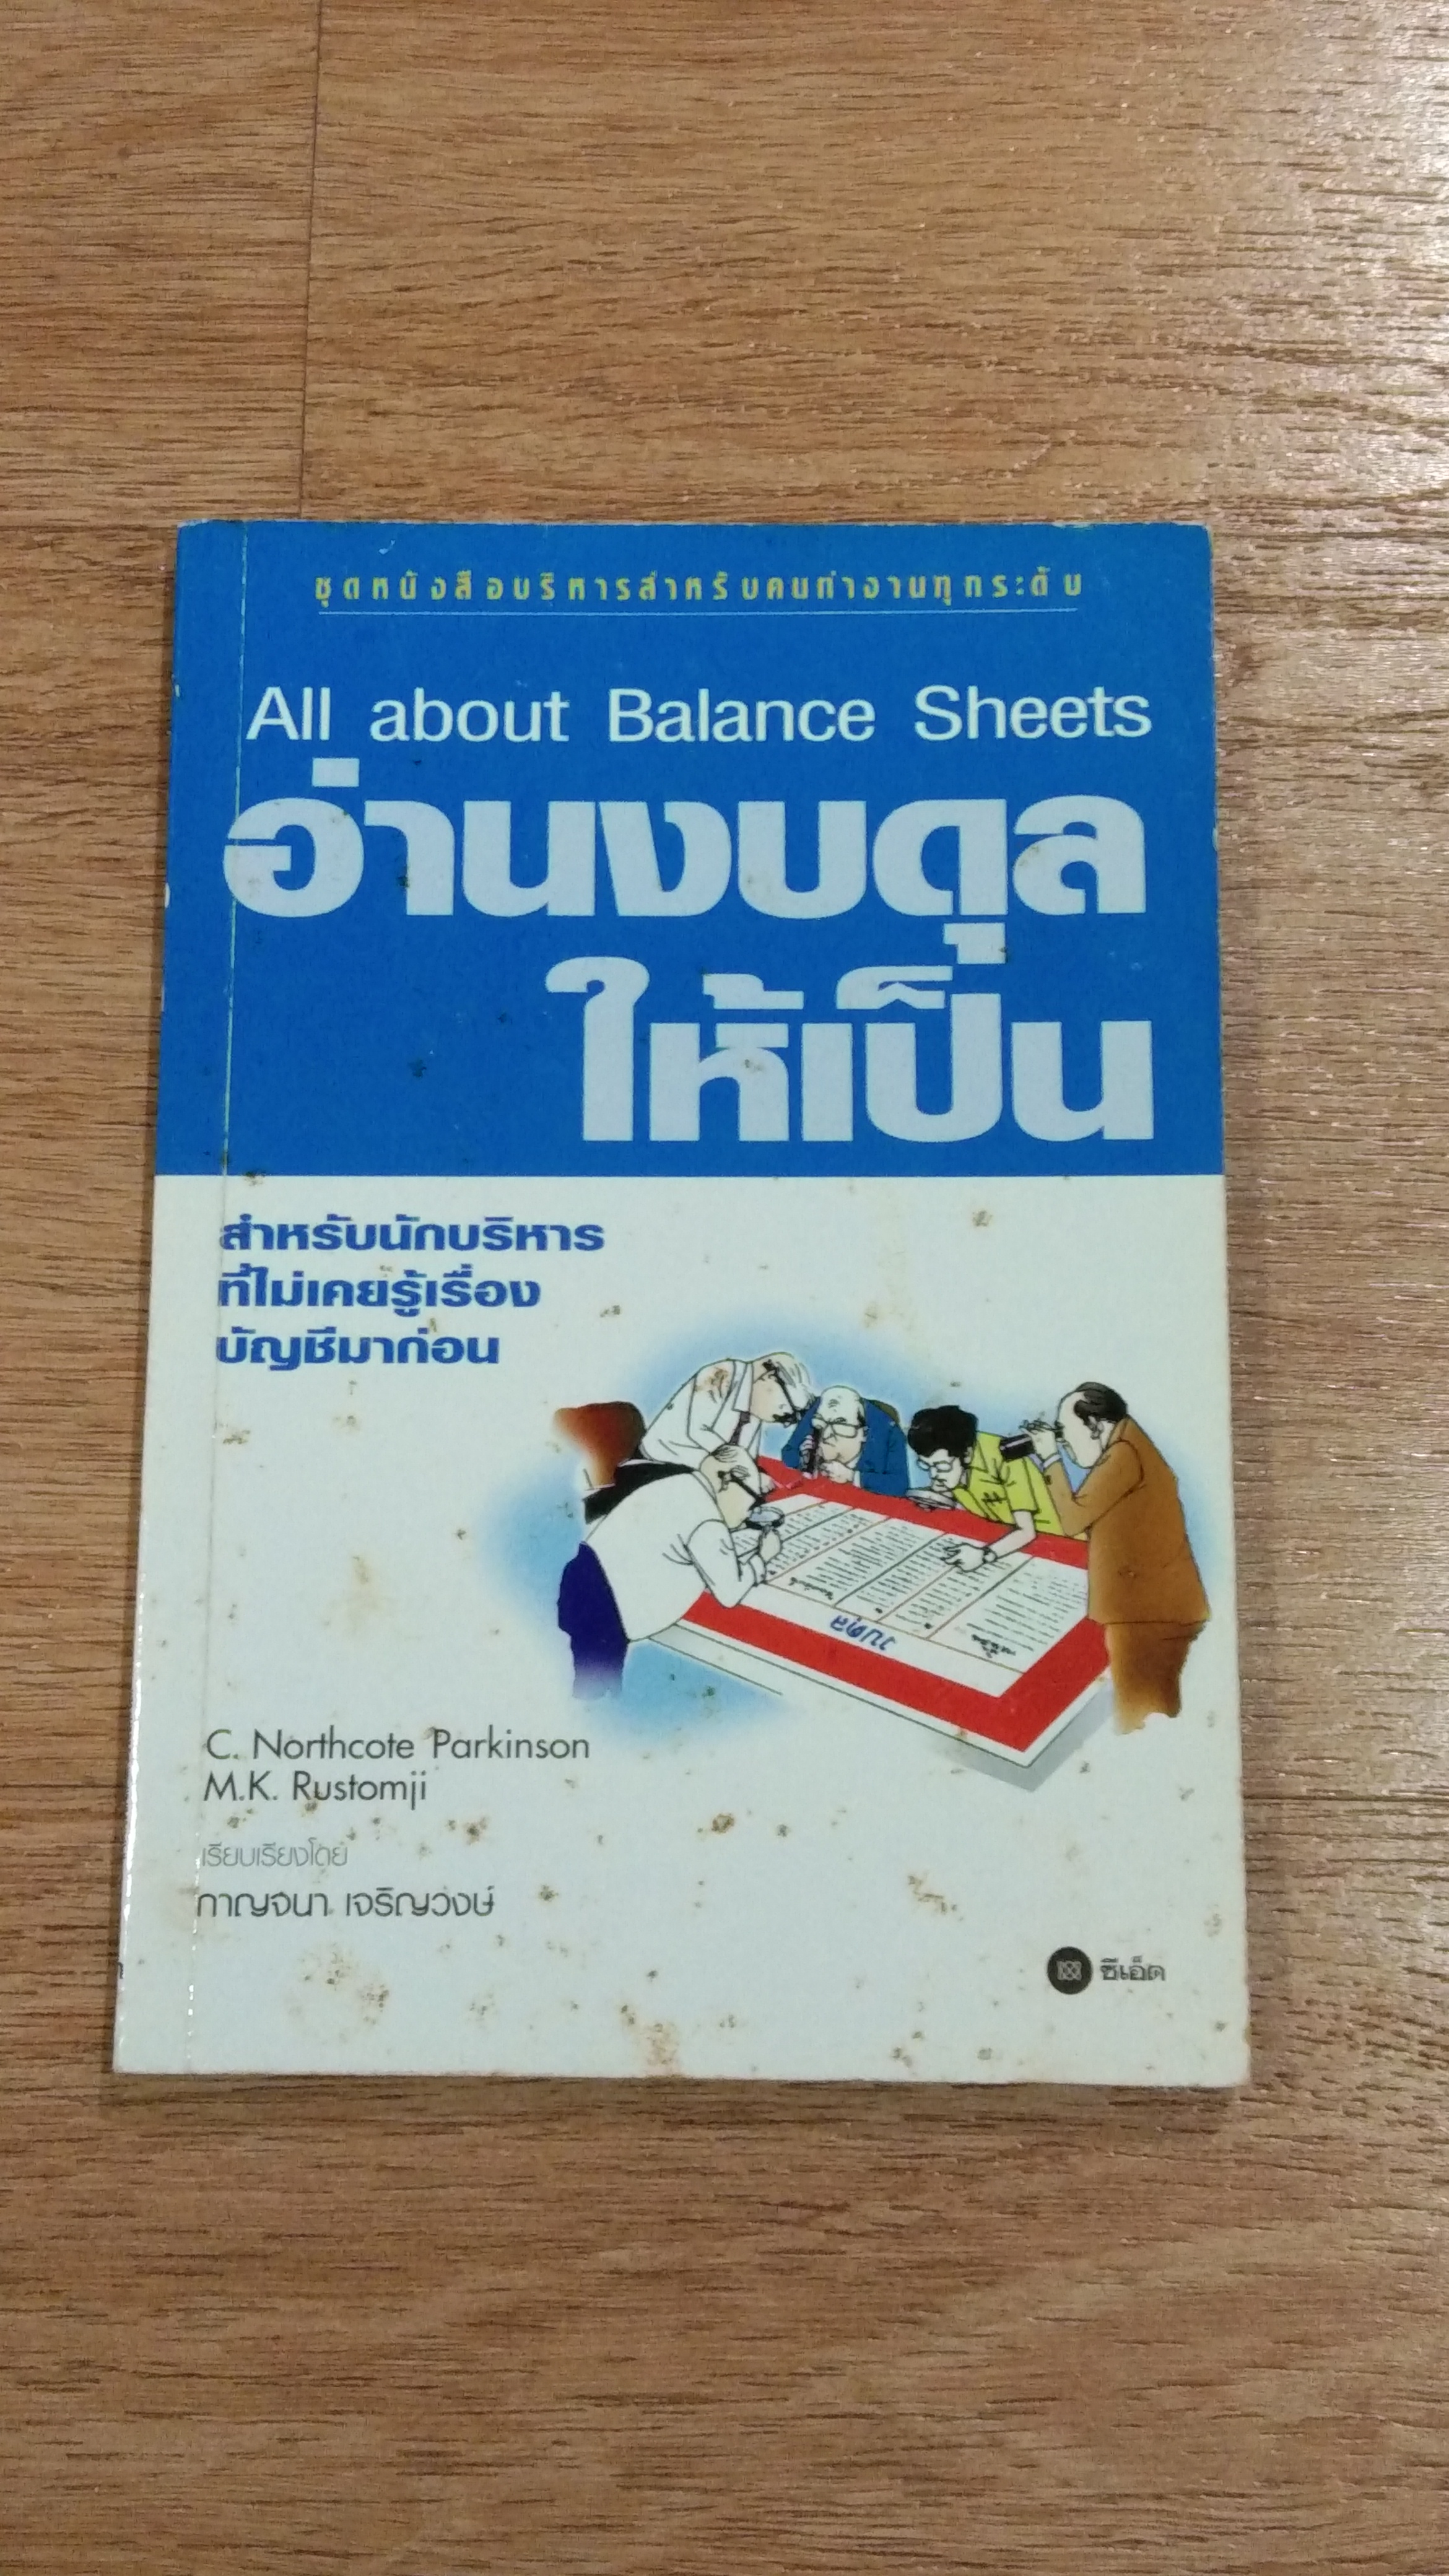 ชุดหนังสือบริหารสำหรับคนทำงานทุกระดับ
All about Balance Sheets
อ่านงบดุล
ให้เป็น
สำหรับนักบริหาร
ที่ไม่เคยรู้เรื่อง
บัญชีมาก่อน
งบดุล
C. Northcote Parkinson
M.K. Rustomji
เรียบเรียงโดย
กาญจนา เจริญวงษ์
ซีเอ็ด